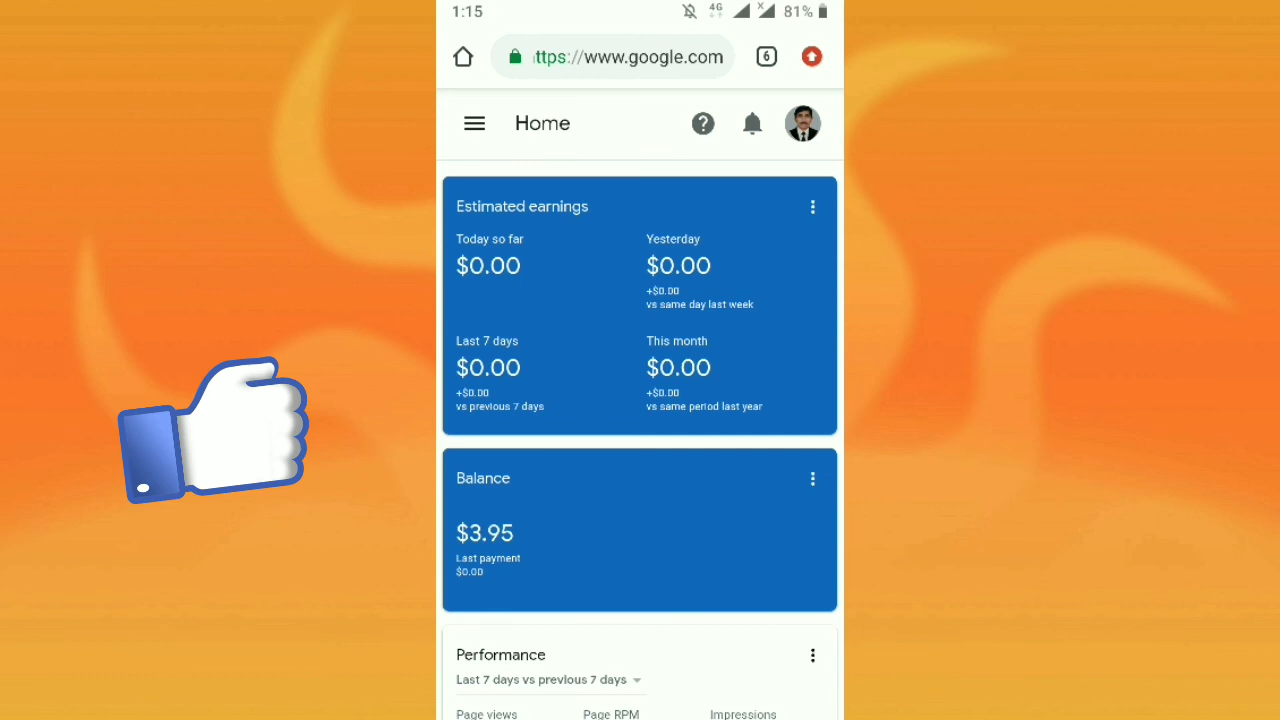 1:15 4G x 81%
ttps://www.google.com 6
Home
Estimated earnings
Today so far Yesterday
$0.00 $0.00
+$0.00
vs same day last week
Last 7 days This month
$0.00 $0.00
+$0.00 +$0.00
vs previous 7 days vs same period last year
Balance
$3.95
Last payment
$0.00
Performance
Last 7 days vs previous 7 days
Page views Page RPM Impressions